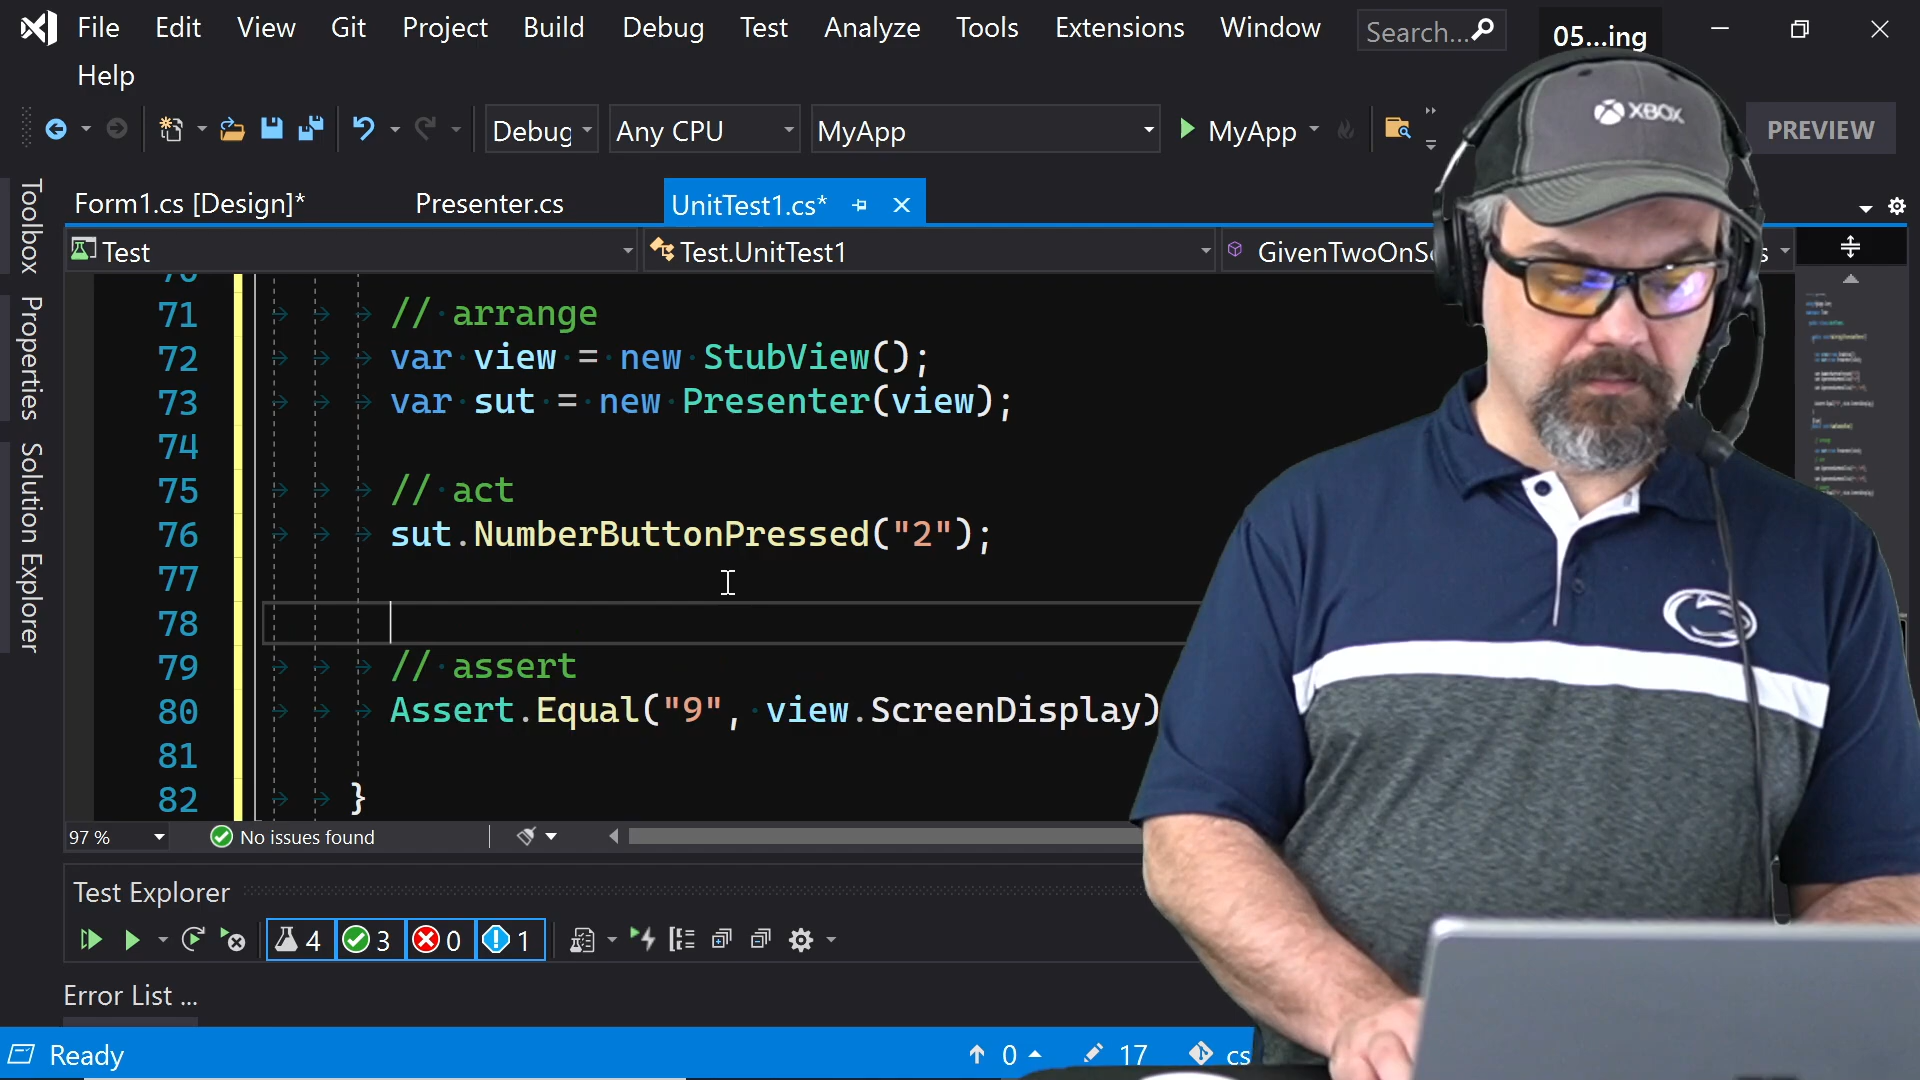 File Edit View Git Project Build Debug Test Analyze Tools Extensions Window Search... 05...ing
Help
Debug Any CPU MyApp MyApp PREVIEW
XBOX
Form1.cs [Design]* Presenter.cs UnitTest1.cs*
Test Test.UnitTest1
Toolbox
Properties
Solution Explorer
71 // arrange
72 var view = new StubView();
73 var sut = new Presenter(view);
74
75 // act
76 sut.NumberButtonPressed("2");
77
78
79 // assert
80 Assert.Equal("9", view.ScreenDisplay)
81
82 }
97 % No issues found
Test Explorer
4 3 0 1
Error List ...
Ready 0 17 cs